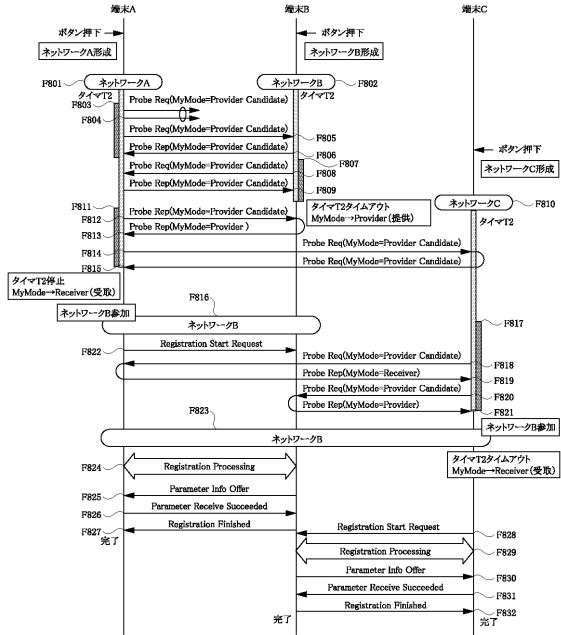 端末A 端末B 端末C
ボタン押下 ボタン押下
ネットワークA形成 ネットワークB形成
F801 ネットワークA ネットワークB F802
タイマT2 タイマT2
F803 Probe Req(MyMode=Provider Candidate)
F804
Probe Req(MyMode=Provider Candidate) F805
Probe Rep(MyMode=Provider Candidate) F806
F807
Probe Req(MyMode=Provider Candidate) F808
Probe Rep(MyMode=Provider Candidate) F809
ボタン押下
ネットワークC形成
ネットワークC F810
タイマT2
タイマT2タイムアウト
MyMode→Provider(提供)
F811
F812 Probe Rep(MyMode=Provider Candidate)
F813 Probe Rep(MyMode=Provider )
F814 Probe Req(MyMode=Provider Candidate)
F815 Probe Req(MyMode=Provider Candidate)
タイマT2停止
MyMode→Receiver(受取)
F816
ネットワークB参加
ネットワークB
F817
F822 Registration Start Request
Probe Req(MyMode=Provider Candidate) F818
Probe Rep(MyMode=Receiver) F819
Probe Req(MyMode=Provider Candidate) F820
Probe Rep(MyMode=Provider) F821
F823
ネットワークB参加
ネットワークB
タイマT2タイムアウト
MyMode→Receiver(受取)
F824 Registration Processing
F825 Parameter Info Offer
F826 Parameter Receive Succeeded
F827 Registration Finished
完了
Registration Start Request F828
Registration Processing F829
Parameter Info Offer F830
Parameter Receive Succeeded F831
Registration Finished F832
完了 完了